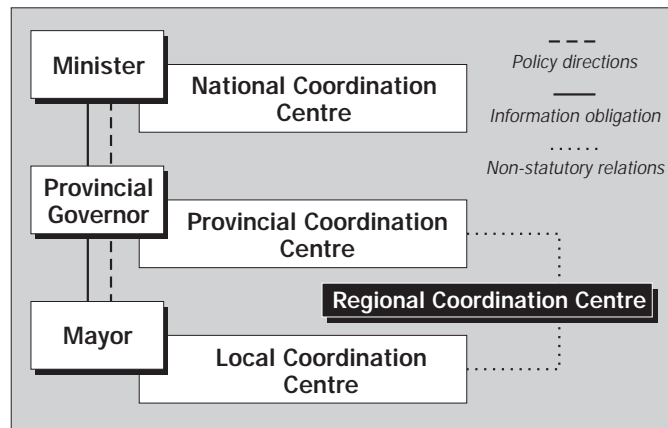 Minister
National Coordination
Centre
Policy directions
Information obligation
Non-statutory relations
Provincial
Governor
Provincial Coordination
Centre
Regional Coordination Centre
Mayor
Local Coordination
Centre